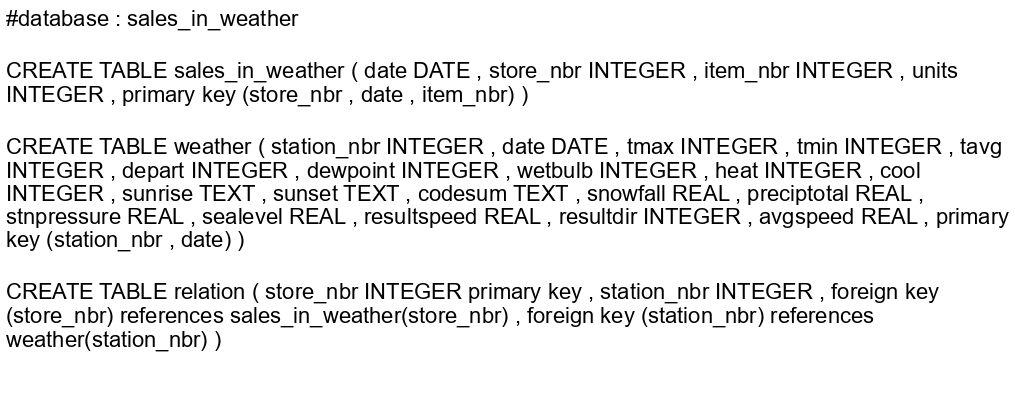 #database : sales_in_weather
CREATE TABLE sales_in_weather ( date DATE , store_nbr INTEGER , item_nbr INTEGER , units
INTEGER , primary key (store_nbr , date , item_nbr) )
CREATE TABLE weather ( station_nbr INTEGER , date DATE , tmax INTEGER , tmin INTEGER , tavg
INTEGER , depart INTEGER , dewpoint INTEGER , wetbulb INTEGER , heat INTEGER , cool
INTEGER , sunrise TEXT , sunset TEXT , codesum TEXT , snowfall REAL , preciptotal REAL ,
stnpressure REAL , sealevel REAL , resultspeed REAL , resultdir INTEGER , avgspeed REAL , primary
key (station_nbr , date) )
CREATE TABLE relation ( store_nbr INTEGER primary key , station_nbr INTEGER , foreign key
(store_nbr) references sales_in_weather(store_nbr) , foreign key (station_nbr) references
weather(station_nbr) )